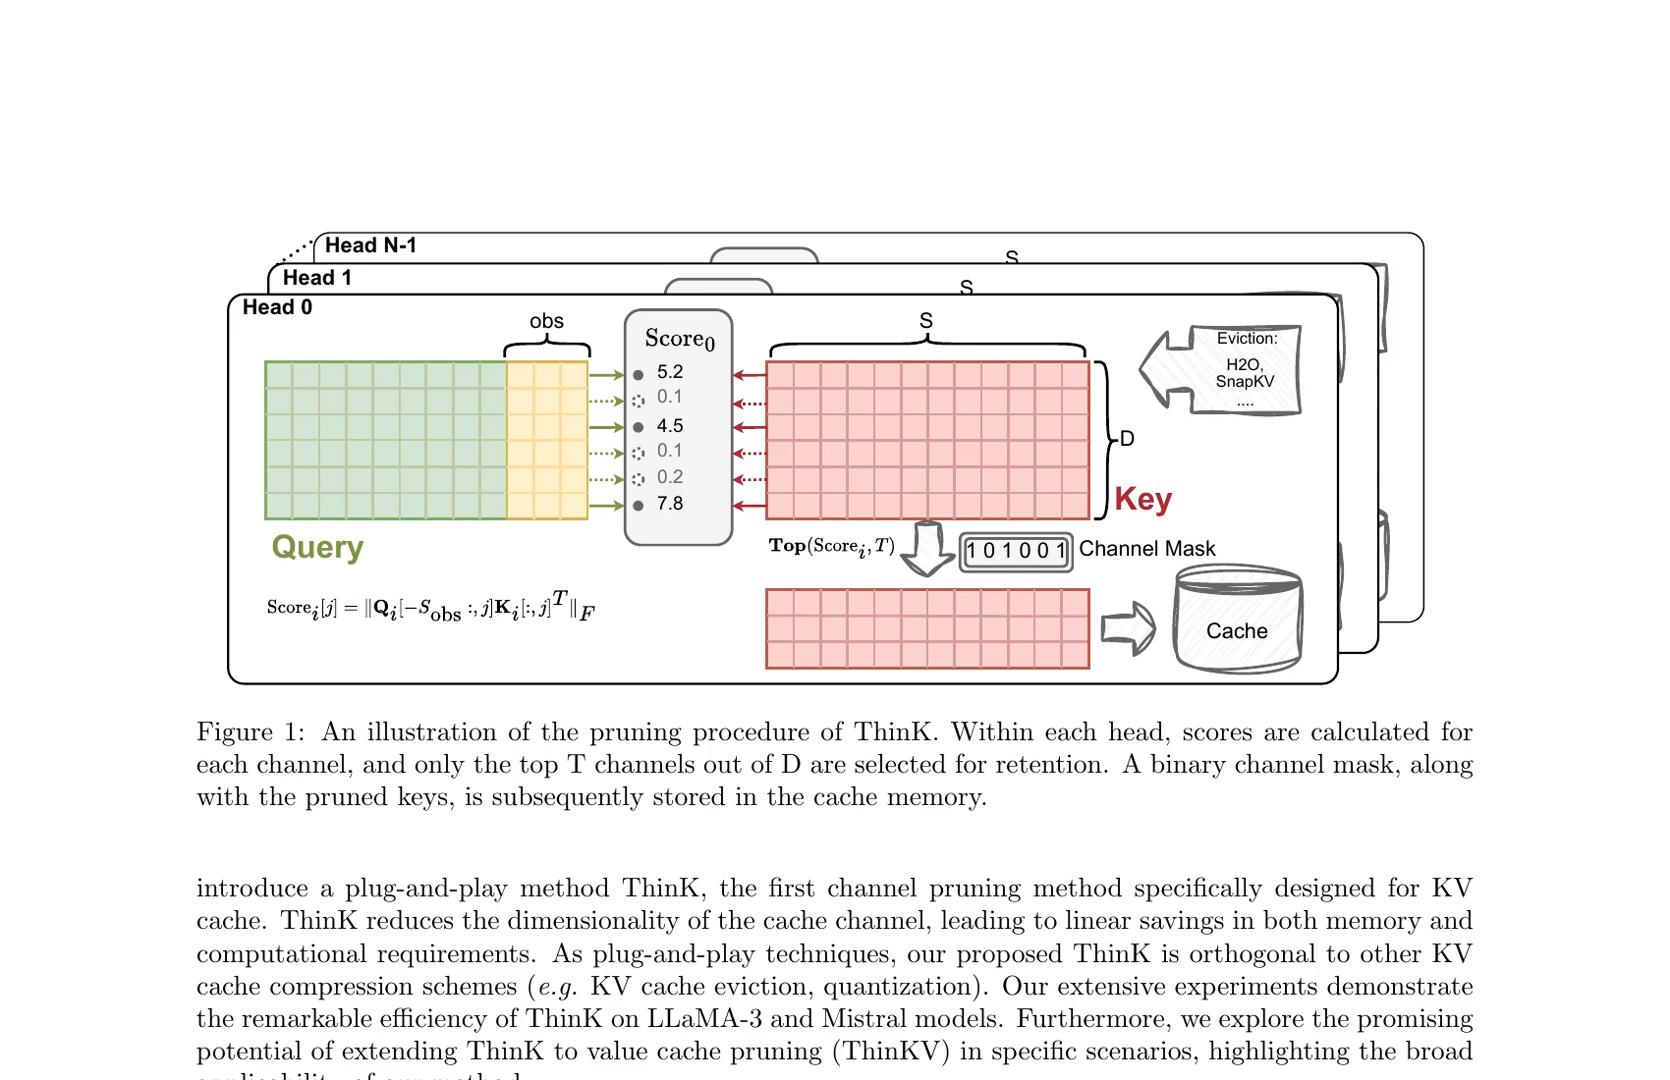 Head N-1
S
Head 1
S
Head 0
obs
Score0
S
5.2
0.1
4.5
0.1
0.2
7.8
Eviction:
H2O,
SnapKV
....
D
Key
Query
Top(Score_i, T)
1 0 1 0 0 1
Channel Mask
Score_i[j] = ‖Q_i[−S_obs :, j]K_i[:, j]^T‖_F
Cache
Figure 1: An illustration of the pruning procedure of ThinK. Within each head, scores are calculated for
each channel, and only the top T channels out of D are selected for retention. A binary channel mask, along
with the pruned keys, is subsequently stored in the cache memory.
introduce a plug-and-play method ThinK, the first channel pruning method specifically designed for KV
cache. ThinK reduces the dimensionality of the cache channel, leading to linear savings in both memory and
computational requirements. As plug-and-play techniques, our proposed ThinK is orthogonal to other KV
cache compression schemes (e.g. KV cache eviction, quantization). Our extensive experiments demonstrate
the remarkable efficiency of ThinK on LLaMA-3 and Mistral models. Furthermore, we explore the promising
potential of extending ThinK to value cache pruning (ThinKV) in specific scenarios, highlighting the broad